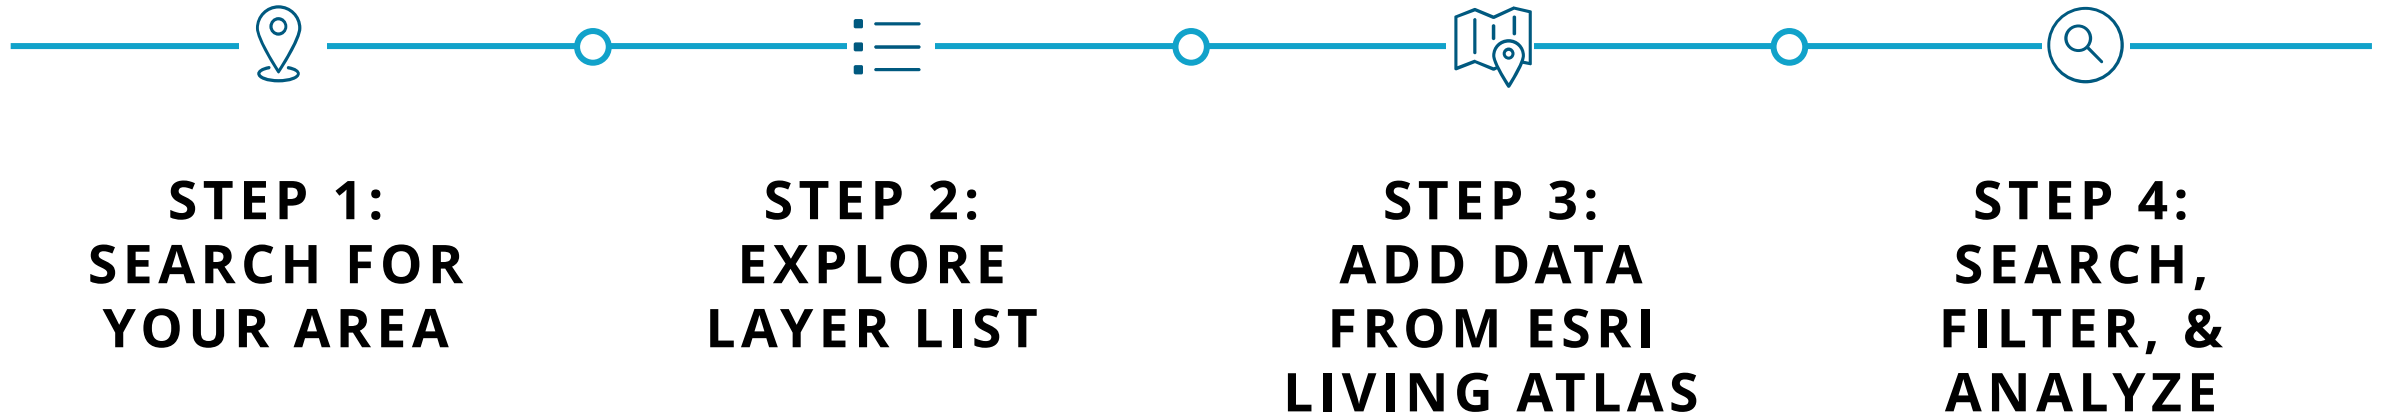 STEP 1:
SEARCH FOR
YOUR AREA
STEP 2:
EXPLORE
LAYER LIST
STEP 3:
ADD DATA
FROM ESRI
LIVING ATLAS
STEP 4:
SEARCH,
FILTER, &
ANALYZE